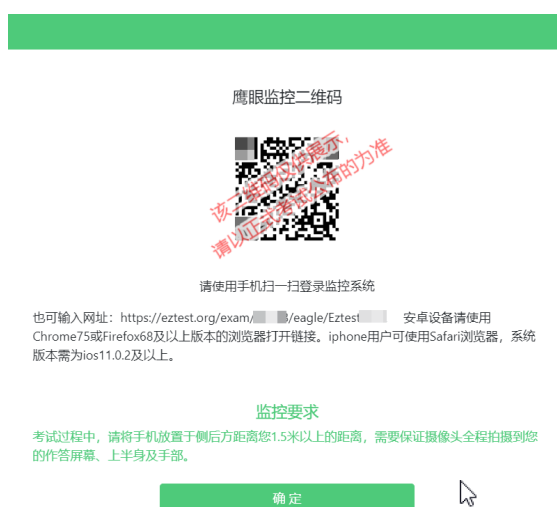 鹰眼监控二维码
该二维码仅供展示，
请以正式考试公布的为准
请使用手机扫一扫登录监控系统
也可输入网址：https://eztest.org/exam/ /eagle/Eztest 安卓设备请使用
Chrome75或Firefox68及以上版本的浏览器打开链接。iphone用户可使用Safari浏览器，系统
版本需为ios11.0.2及以上。
监控要求
考试过程中，请将手机放置于侧后方距离您1.5米以上的距离，需要保证摄像头全程拍摄到您
的作答屏幕、上半身及手部。
确定